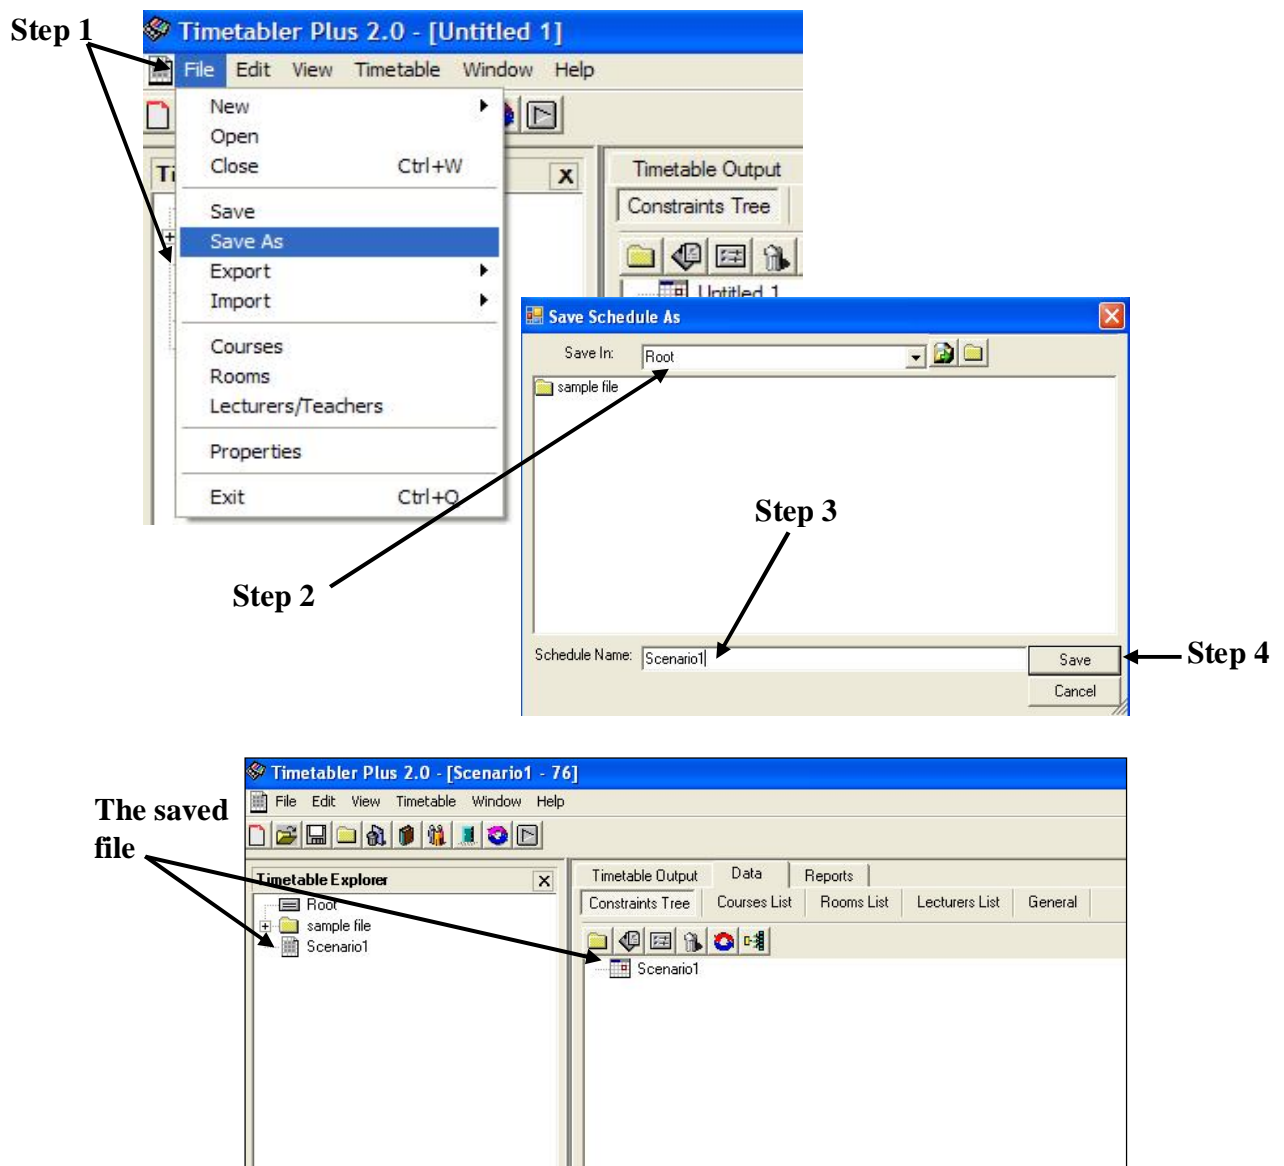 Step 1
Timetabler Plus 2.0 - [Untitled 1]
File Edit View Timetable Window Help
New
Open
Close Ctrl+W
Save
Save As
Export
Import
Courses
Rooms
Lecturers/Teachers
Properties
Exit Ctrl+Q
Ti
X
Timetable Output
Constraints Tree
Untitled 1
Save Schedule As
Save In: Root
sample file
Step 2
Step 3
Schedule Name: Scenario1
Save
Cancel
Step 4
Timetabler Plus 2.0 - [Scenario1 - 76]
File Edit View Timetable Window Help
The saved
file
Timetable Explorer X
Root
sample file
Scenario1
Timetable Output Data Reports
Constraints Tree Courses List Rooms List Lecturers List General
Scenario1